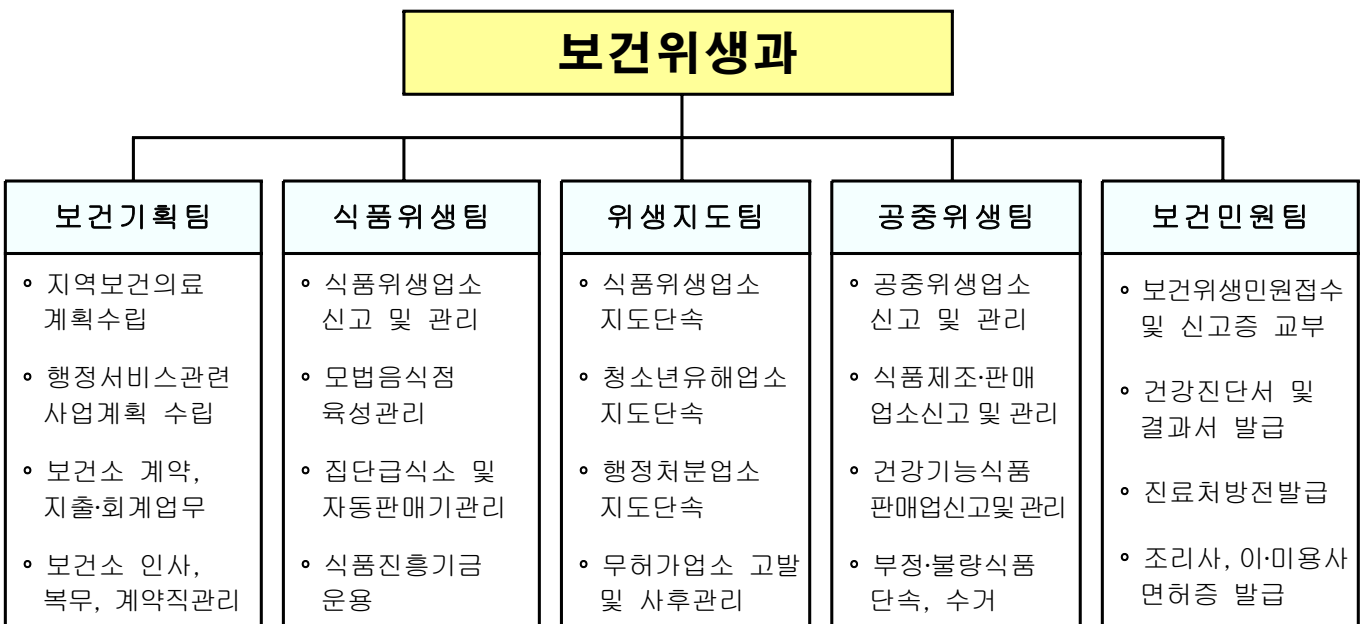 보건위생과
보건기획팀
∘ 지역보건의료
계획수립
∘ 행정서비스관련
사업계획 수립
∘ 보건소 계약,
지출·회계업무
∘ 보건소 인사,
복무, 계약직관리
식품위생팀
∘ 식품위생업소
신고 및 관리
∘ 모법음식점
육성관리
∘ 집단급식소 및
자동판매기관리
∘ 식품진흥기금
운용
위생지도팀
∘ 식품위생업소
지도단속
∘ 청소년유해업소
지도단속
∘ 행정처분업소
지도단속
∘ 무허가업소 고발
및 사후관리
공중위생팀
∘ 공중위생업소
신고 및 관리
∘ 식품제조·판매
업소신고 및 관리
∘ 건강기능식품
판매업신고및 관리
∘ 부정·불량식품
단속, 수거
보건민원팀
∘ 보건위생민원접수
및 신고증 교부
∘ 건강진단서 및
결과서 발급
∘ 진료처방전발급
∘ 조리사, 이·미용사
면허증 발급